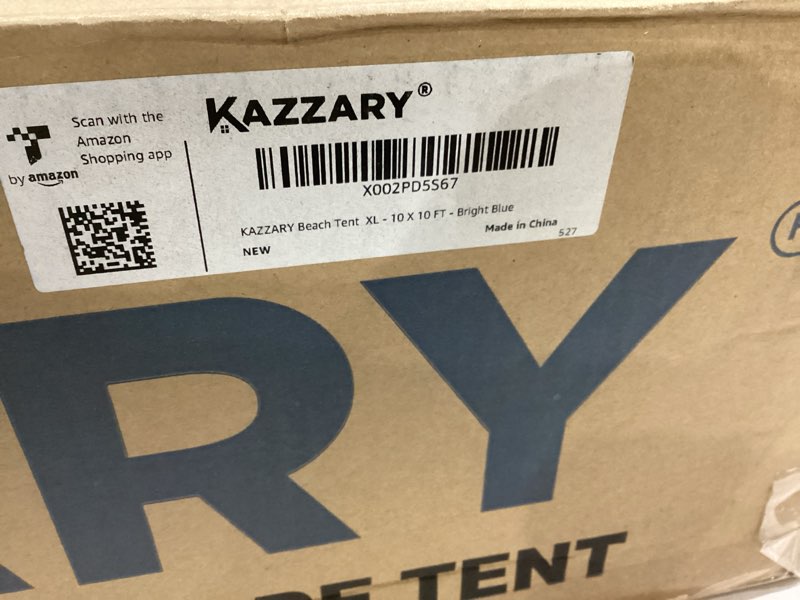 Scan with the
Amazon
Shopping app
by amazon
KAZZARY®
X002PD5S67
KAZZARY Beach Tent XL - 10 X 10 FT - Bright Blue
NEW
Made in China
527
RY
TENT